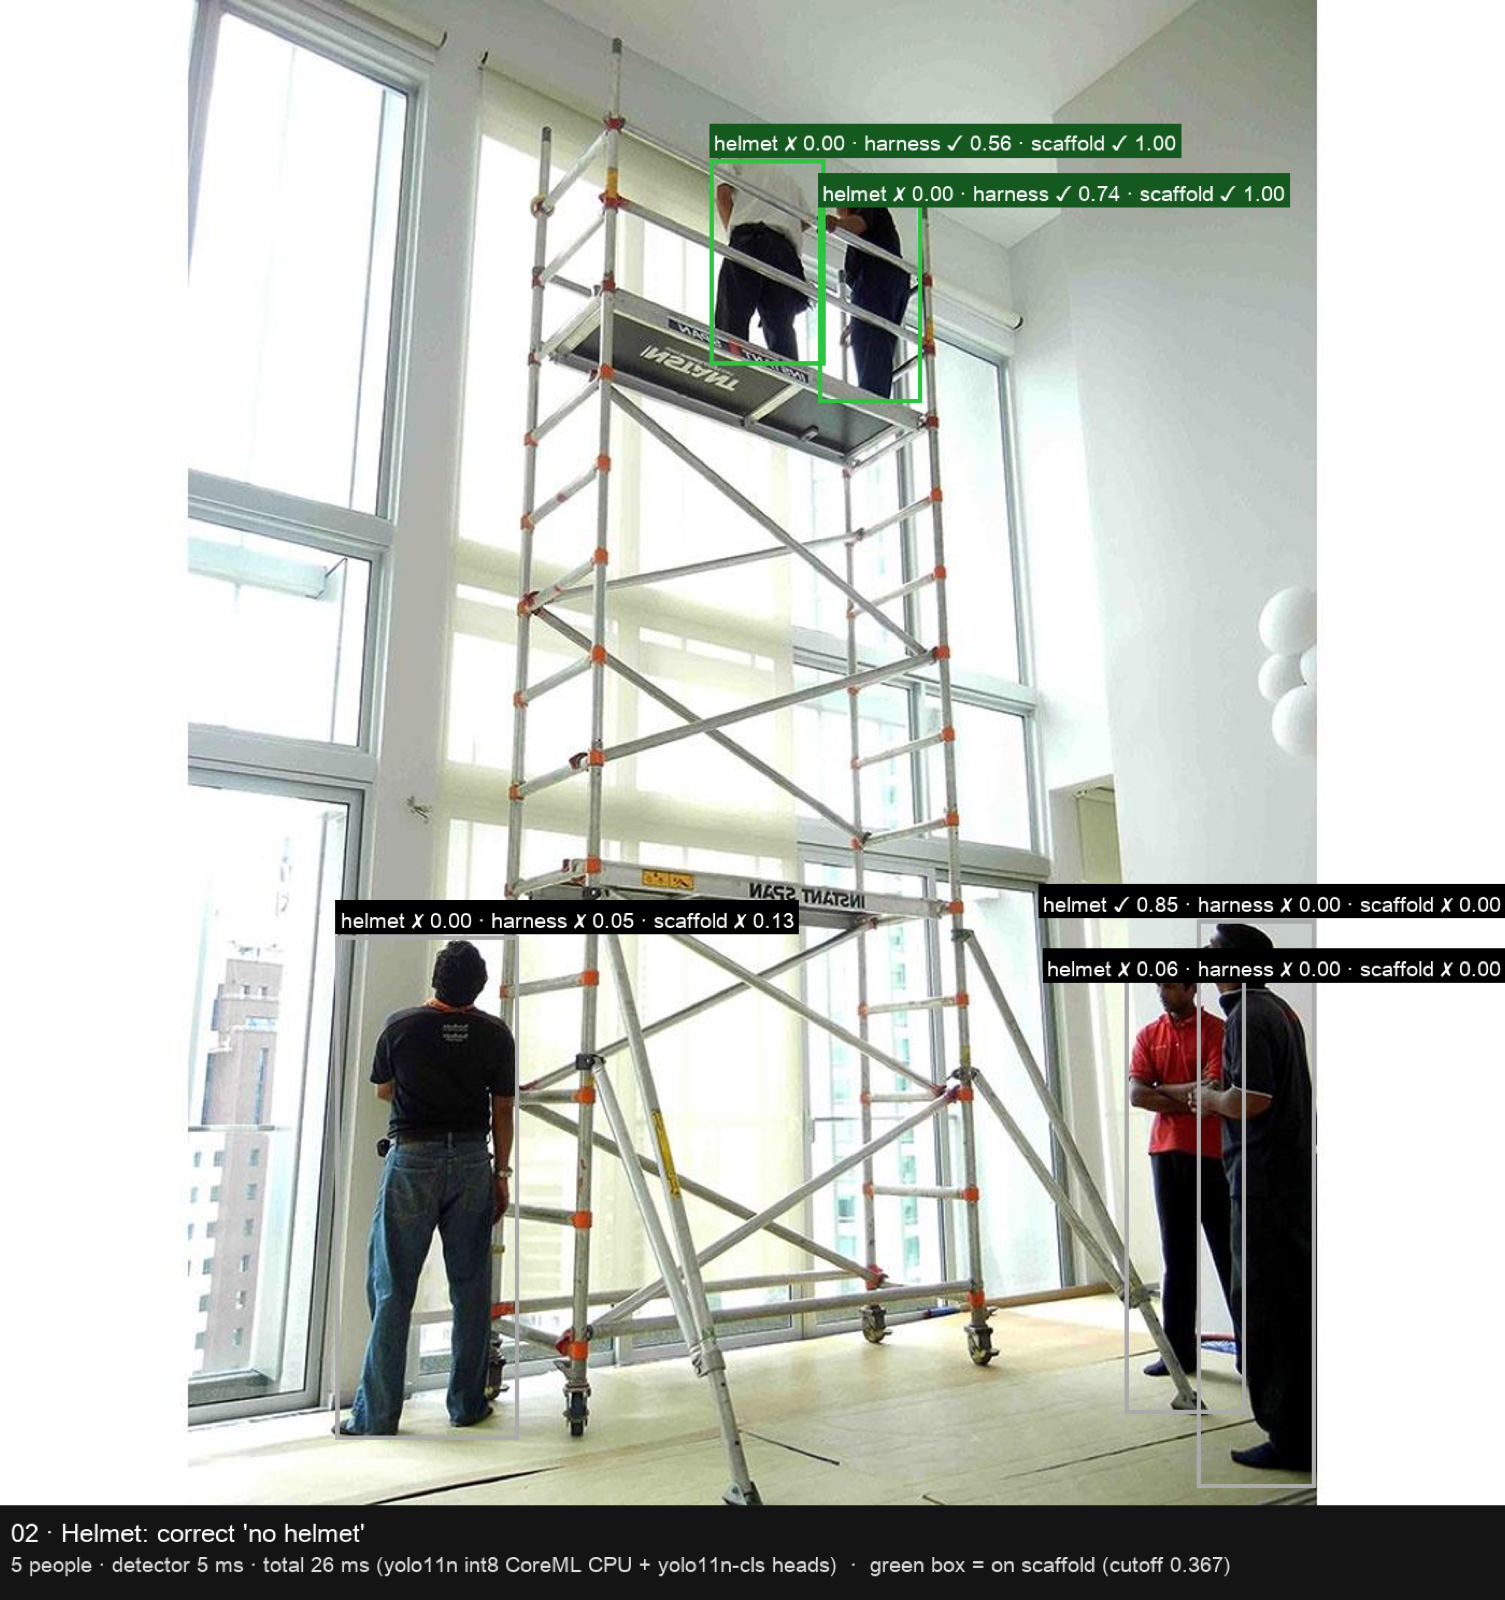 helmet ✗ 0.00 · harness ✓ 0.56 · scaffold ✓ 1.00
helmet ✗ 0.00 · harness ✓ 0.74 · scaffold ✓ 1.00
INSTANT
INSTANT SPAN
helmet ✗ 0.00 · harness ✗ 0.05 · scaffold ✗ 0.13
helmet ✓ 0.85 · harness ✗ 0.00 · scaffold ✗ 0.00
helmet ✗ 0.06 · harness ✗ 0.00 · scaffold ✗ 0.00
02 · Helmet: correct 'no helmet'
5 people · detector 5 ms · total 26 ms (yolo11n int8 CoreML CPU + yolo11n-cls heads) · green box = on scaffold (cutoff 0.367)